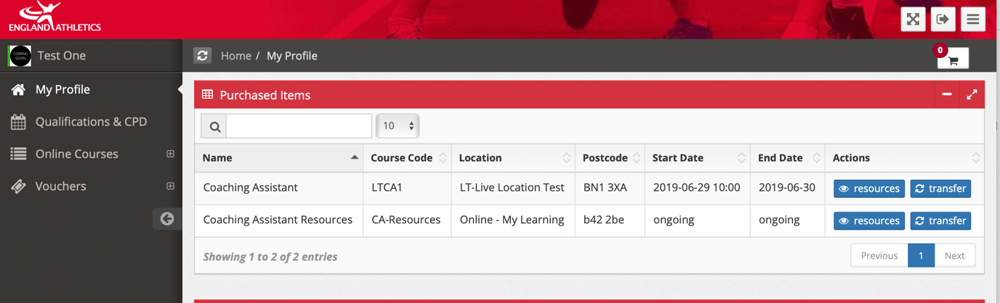 ENGLAND ATHLETICS
COMING
SOON
Test One
Home / My Profile
0
My Profile
Qualifications & CPD
Online Courses
Vouchers
Purchased Items
10
Name Course Code Location Postcode Start Date End Date Actions
Coaching Assistant LTCA1 LT-Live Location Test BN1 3XA 2019-06-29 10:00 2019-06-30 resources transfer
Coaching Assistant Resources CA-Resources Online - My Learning b42 2be ongoing ongoing resources transfer
Showing 1 to 2 of 2 entries
Previous 1 Next